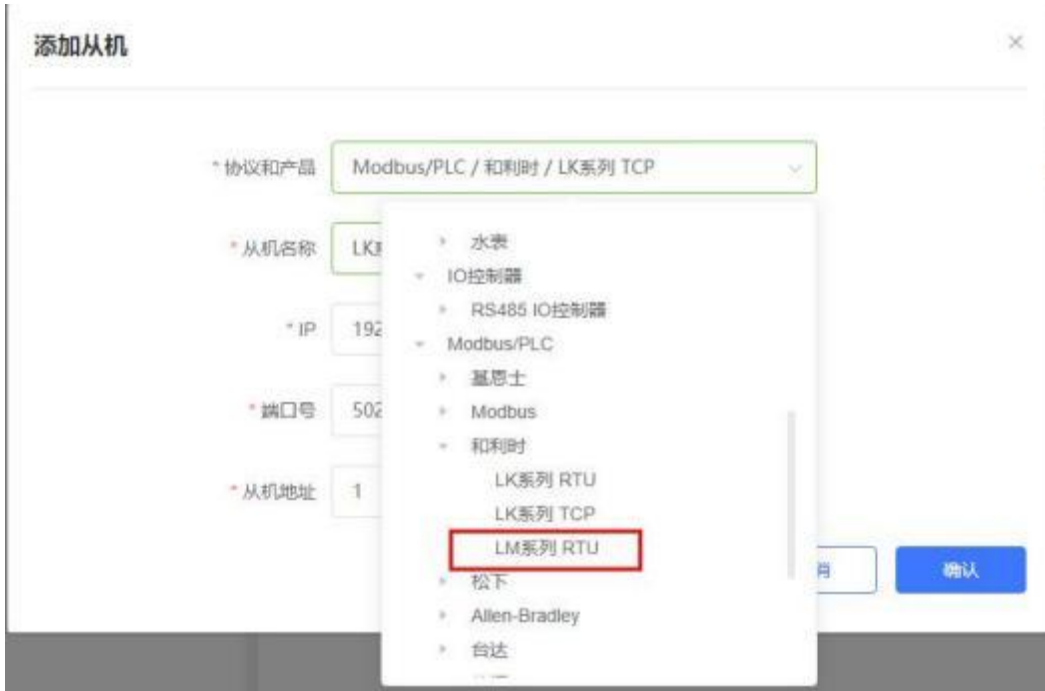 添加从机
*协议和产品 Modbus/PLC / 和利时 / LK系列 TCP
*从机名称 LK
水表
IO控制器
RS485 IO控制器
*IP 192
Modbus/PLC
基恩士
*端口号 502
Modbus
和利时
LK系列 RTU
*从机地址 1
LK系列 TCP
LM系列 RTU
松下
消 确认
Allen-Bradley
台达